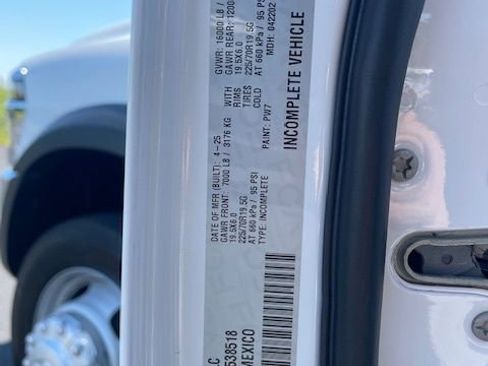 DATE OF MFR (BUILT): 4-25 GVWR: 16000 LB /
GAWR FRONT: 7000 LB / 3176 KG WITH GAWR REAR: 1200
19.5X6.0 RIMS 19.5X6.0
225/70R19.5G TIRES 225/70R19.5G
AT 660 kPa / 95 PSI COLD AT 660 kPa / 95
TYPE: INCOMPLETE PAINT: PW7 MDH: 042202
INCOMPLETE VEHICLE
LC
538518
MEXICO